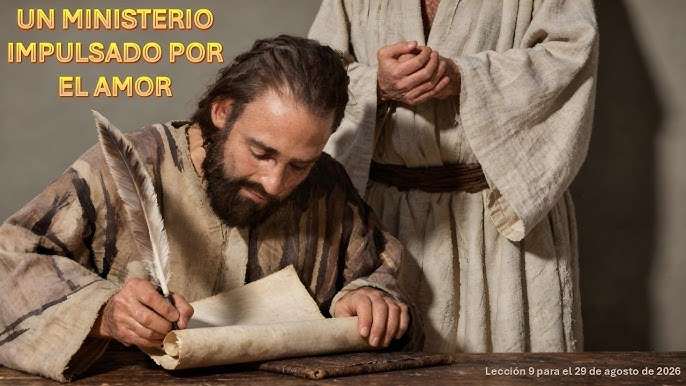 UN MINISTERIO
IMPULSADO POR
EL AMOR
Lección 9 para el 29 de agosto de 2026